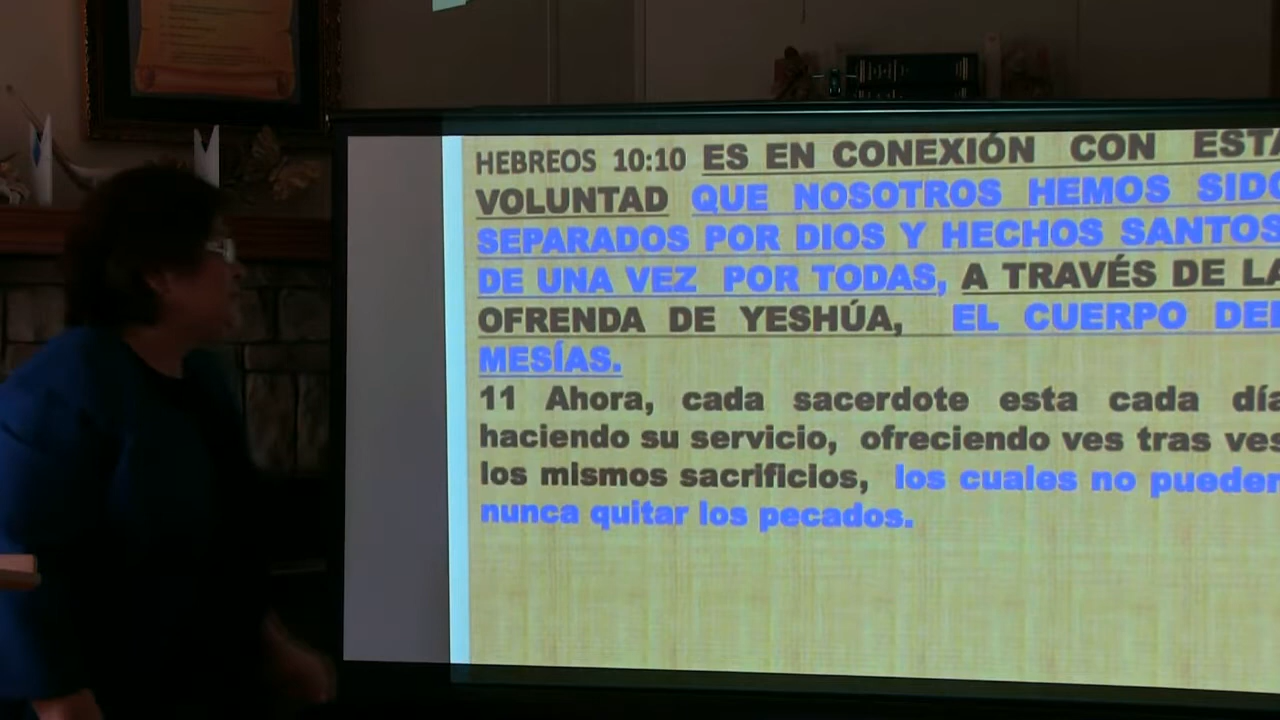 HEBREOS 10:10 ES EN CONEXIÓN CON ESTA
VOLUNTAD QUE NOSOTROS HEMOS SIDO
SEPARADOS POR DIOS Y HECHOS SANTOS
DE UNA VEZ POR TODAS, A TRAVÉS DE LA
OFRENDA DE YESHÚA, EL CUERPO DEL
MESÍAS.
11 Ahora, cada sacerdote esta cada día
haciendo su servicio, ofreciendo ves tras ves
los mismos sacrificios, los cuales no pueden
nunca quitar los pecados.